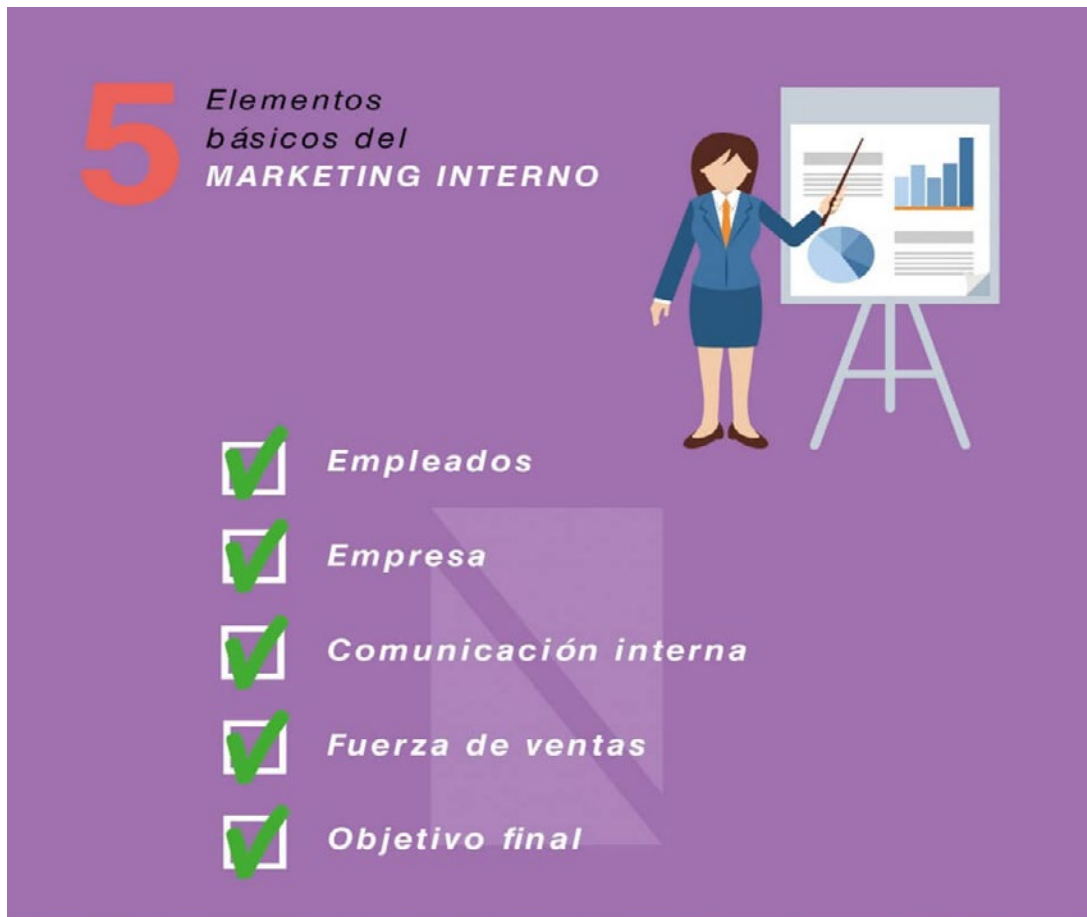 5
Elementos
básicos del
MARKETING INTERNO
Empleados
Empresa
Comunicación interna
Fuerza de ventas
Objetivo final